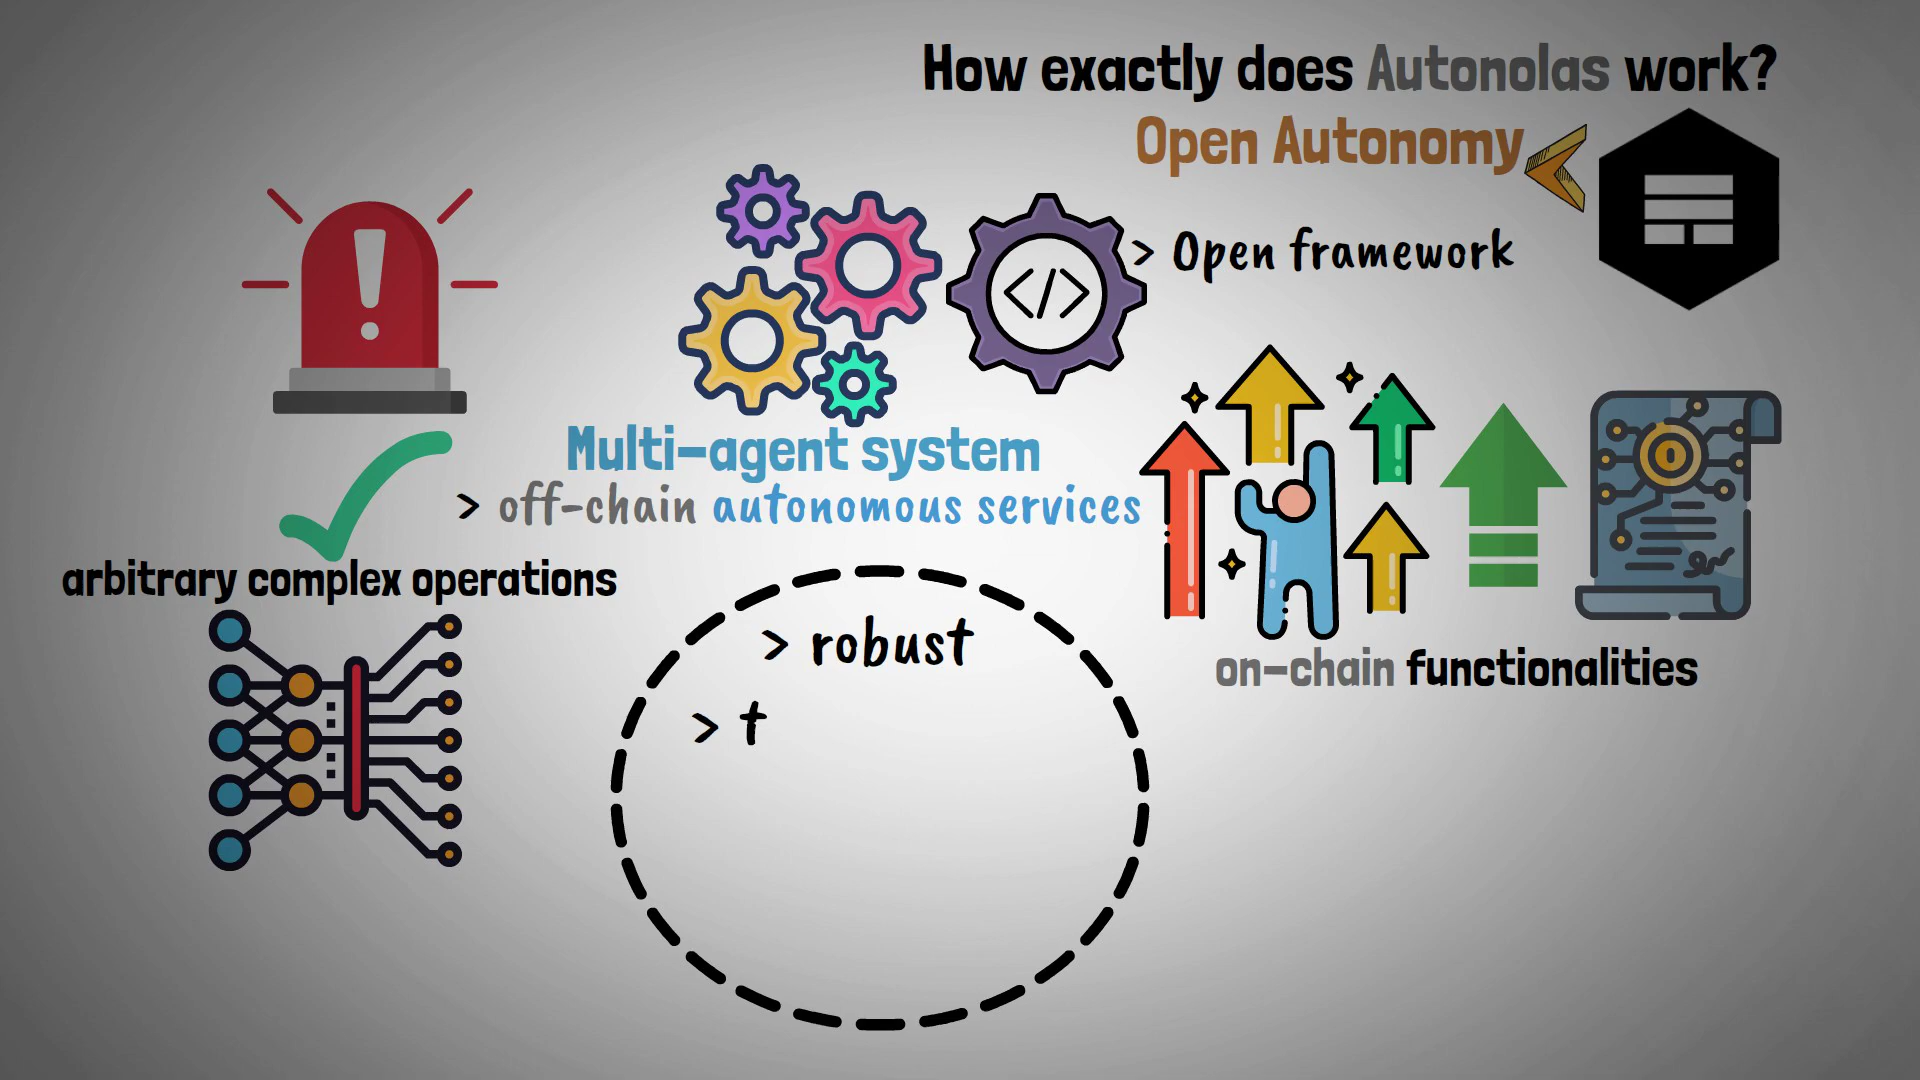 How exactly does Autonolas work?
Open Autonomy
> Open framework
Multi-agent system
> off-chain autonomous services
arbitrary complex operations
> robust
> t
on-chain functionalities